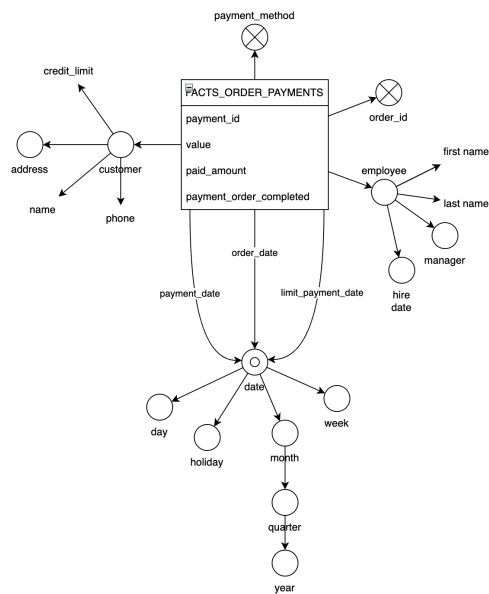 payment_method
credit_limit
FACTS_ORDER_PAYMENTS
order_id
payment_id
first name
value
address
customer
employee
paid_amount
last name
name
payment_order_completed
phone
manager
order_date
hire
date
payment_date
limit_payment_date
date
day
week
holiday
month
quarter
year